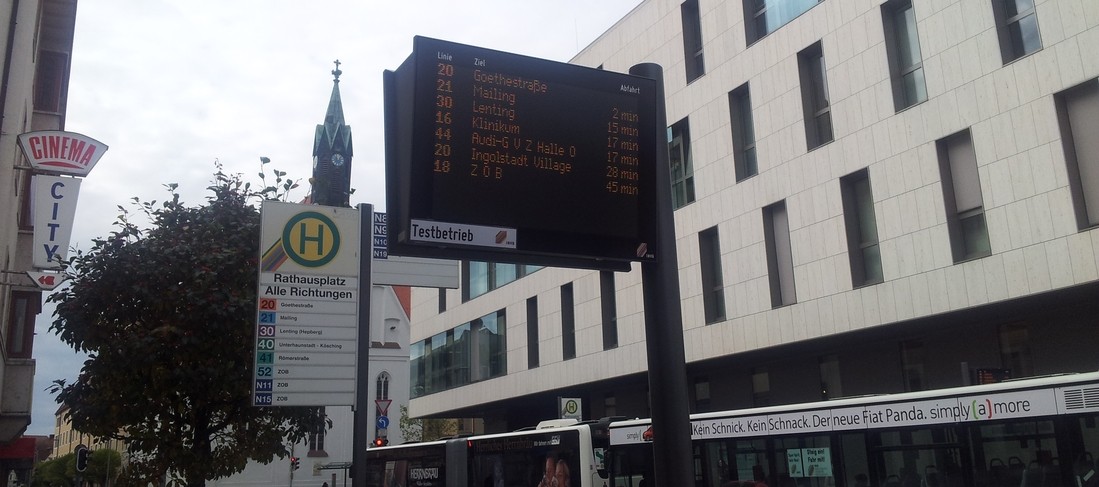 CINEMA
CITY
H
Rathausplatz
Alle Richtungen
20 Goethestraße
21 Mailing
30 Lenting (Hepberg)
40 Unterhaunstadt - Kösching
41 Römerstraße
52 ZOB
N11 ZOB
N15 ZOB
N8
N9
N10
N19
Linie Ziel Abfahrt
20 Goethestraße
21 Mailing 2 min
30 Lenting 15 min
16 Klinikum 17 min
44 Audi-G V Z Halle O 17 min
20 Ingolstadt Village 28 min
18 Z O B 45 min
Testbetrieb
H
Kein Schnick. Kein Schnack. Der neue Fiat Panda. simply (a) more